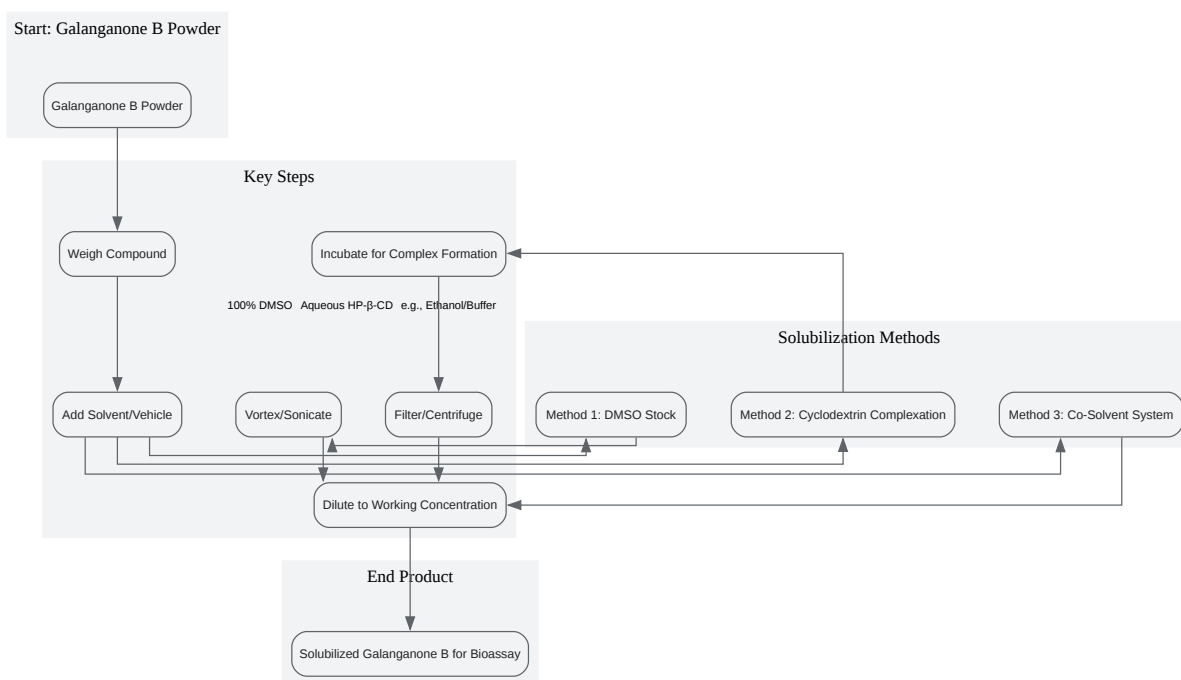 Start: Galanganone B Powder
Galanganone B Powder
Key Steps
Weigh Compound
Incubate for Complex Formation
100% DMSO Aqueous HP-β-CD e.g., Ethanol/Buffer
Solubilization Methods
Add Solvent/Vehicle
Vortex/Sonicate
Filter/Centrifuge
Method 1: DMSO Stock
Method 2: Cyclodextrin Complexation
Method 3: Co-Solvent System
Dilute to Working Concentration
End Product
Solubilized Galanganone B for Bioassay